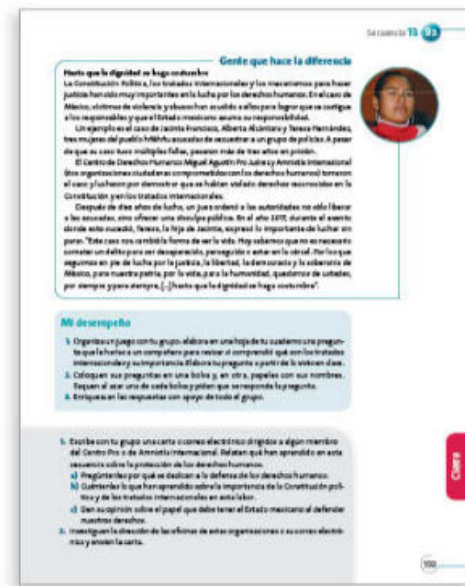 Secuencia 13
Gente que hace la diferencia
Hasta que la dignidad se haga costumbre
La Constitución Política, los tratados internacionales y los mecanismos para hacer
justicia han sido muy importantes en la lucha por los derechos humanos. En el caso de
México, víctimas de violencia y abusos han acudido a ellos para lograr que se castigue
a los responsables y que el Estado mexicano asuma su responsabilidad.
Un ejemplo es el caso de Jacinta Francisco, Alberta Alcántara y Teresa Hernández,
tres mujeres del pueblo hñähñu acusadas de secuestrar a un grupo de policías. A pesar
de que su caso tuvo múltiples fallas, pasaron más de tres años en prisión.
El Centro de Derechos Humanos Miguel Agustín Pro Juárez y Amnistía Internacional
(dos organizaciones ciudadanas comprometidas con los derechos humanos) tomaron
el caso y lucharon por demostrar que se habían violado derechos reconocidos en la
Constitución y en los tratados internacionales.
Después de diez años de lucha, un juez ordenó a las autoridades no sólo liberar
a las acusadas, sino ofrecer una disculpa pública. En el año 2017, durante el evento
donde esto sucedió, la hija de Jacinta, expresó lo importante de luchar sin
parar: "Este caso nos cambió la forma de ver la vida. Hoy sabemos que no es necesario
cometer un delito para ser desaparecido, perseguido o estar en la cárcel. Por los que
seguimos en pie de lucha por la justicia, la libertad, la democracia y la soberanía de
México, para nuestra patria, por la vida, para la humanidad, quedamos de ustedes,
por siempre y para siempre, [...] hasta que la dignidad se haga costumbre".
Mi desempeño
1. Organiza un juego con tu grupo: elabora en una hoja de tu cuaderno una pregun-
ta que le harías a un compañero para revisar si comprendió qué son los tratados
internacionales y su importancia. Elabora tu pregunta a partir de lo visto en clase.
2. Coloquen sus preguntas en una bolsa y, en otra, papeles con sus nombres.
Saquen al azar uno de cada bolsa y pidan que se responda la pregunta.
3. Enriquezcan las respuestas con apoyo de todo el grupo.
1. Escribe con tu grupo una carta o correo electrónico dirigidos a algún miembro
del Centro Pro o de Amnistía Internacional. Relatan qué han aprendido en esta
secuencia sobre la protección de los derechos humanos.
a) Pregúntenles por qué se dedican a la defensa de los derechos humanos.
b) Cuéntenles lo que han aprendido sobre la importancia de la Constitución polí-
tica y de los tratados internacionales en esta labor.
c) Den su opinión sobre el papel que debe tener el Estado mexicano al defender
nuestros derechos.
2. Investiguen la dirección de las oficinas de estas organizaciones o su correo electró-
nico y envíen la carta.
Cierre